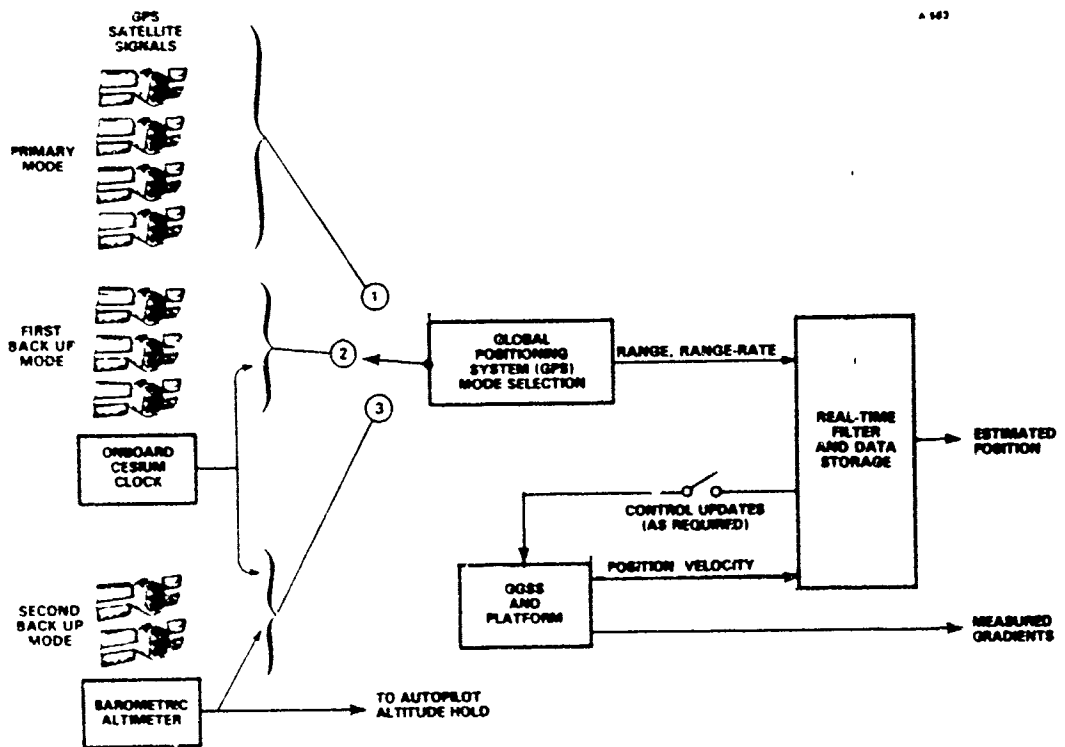 GPS
SATELLITE
SIGNALS
PRIMARY
MODE
FIRST
BACK UP
MODE
ONBOARD
CESIUM
CLOCK
SECOND
BACK UP
MODE
BAROMETRIC
ALTIMETER
TO AUTOPILOT
ALTITUDE HOLD
1
2
3
GLOBAL
POSITIONING
SYSTEM (GPS)
MODE SELECTION
RANGE, RANGE-RATE
REAL-TIME
FILTER
AND DATA
STORAGE
ESTIMATED
POSITION
CONTROL UPDATES
(AS REQUIRED)
GGSS
AND
PLATFORM
POSITION VELOCITY
MEASURED
GRADIENTS